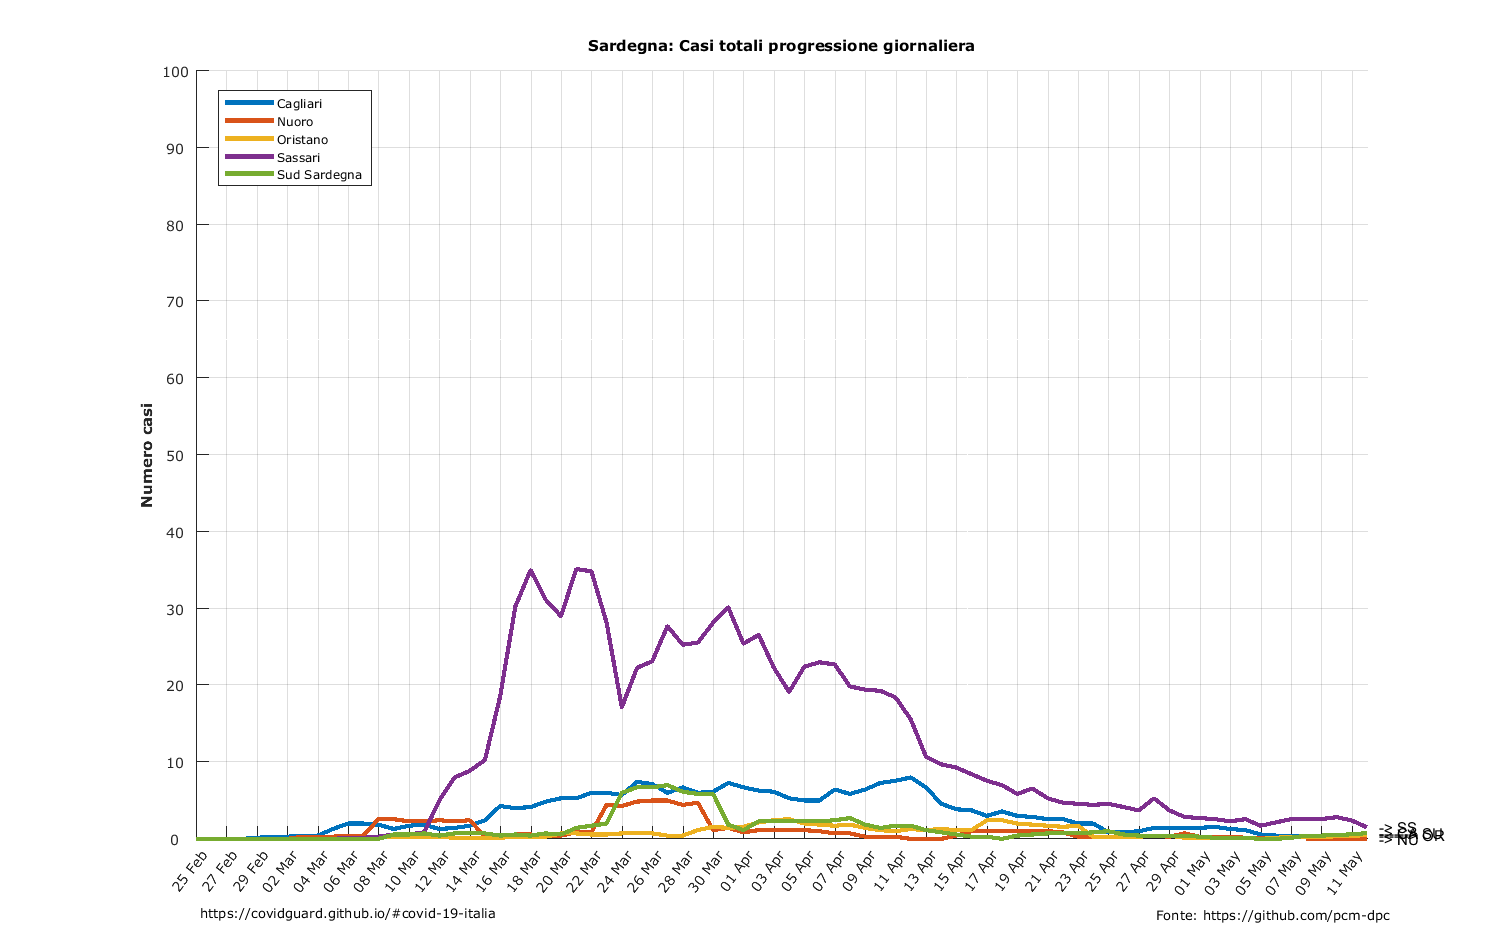 Sardegna: Casi totali progressione giornaliera
100
90
80
70
60
50
40
30
20
10
0
Numero casi
Cagliari
Nuoro
Oristano
Sassari
Sud Sardegna
-> SS
-> NU
25 Feb
27 Feb
29 Feb
02 Mar
04 Mar
06 Mar
08 Mar
10 Mar
12 Mar
14 Mar
16 Mar
18 Mar
20 Mar
22 Mar
24 Mar
26 Mar
28 Mar
30 Mar
01 Apr
03 Apr
05 Apr
07 Apr
09 Apr
11 Apr
13 Apr
15 Apr
17 Apr
19 Apr
21 Apr
23 Apr
25 Apr
27 Apr
29 Apr
01 May
03 May
05 May
07 May
09 May
11 May
https://covidguard.github.io/#covid-19-italia
Fonte: https://github.com/pcm-dpc